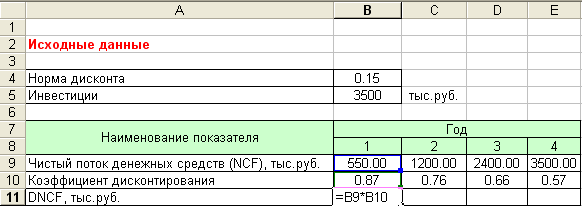 A B C D E
1
2 Исходные данные
3
4 Норма дисконта 0.15
5 Инвестиции 3500 тыс.руб.
6
7 Наименование показателя Год
8 1 2 3 4
9 Чистый поток денежных средств (NCF), тыс.руб. 550.00 1200.00 2400.00 3500.00
10 Коэффициент дисконтирования 0.87 0.76 0.66 0.57
11 DNCF, тыс.руб. =B9*B10